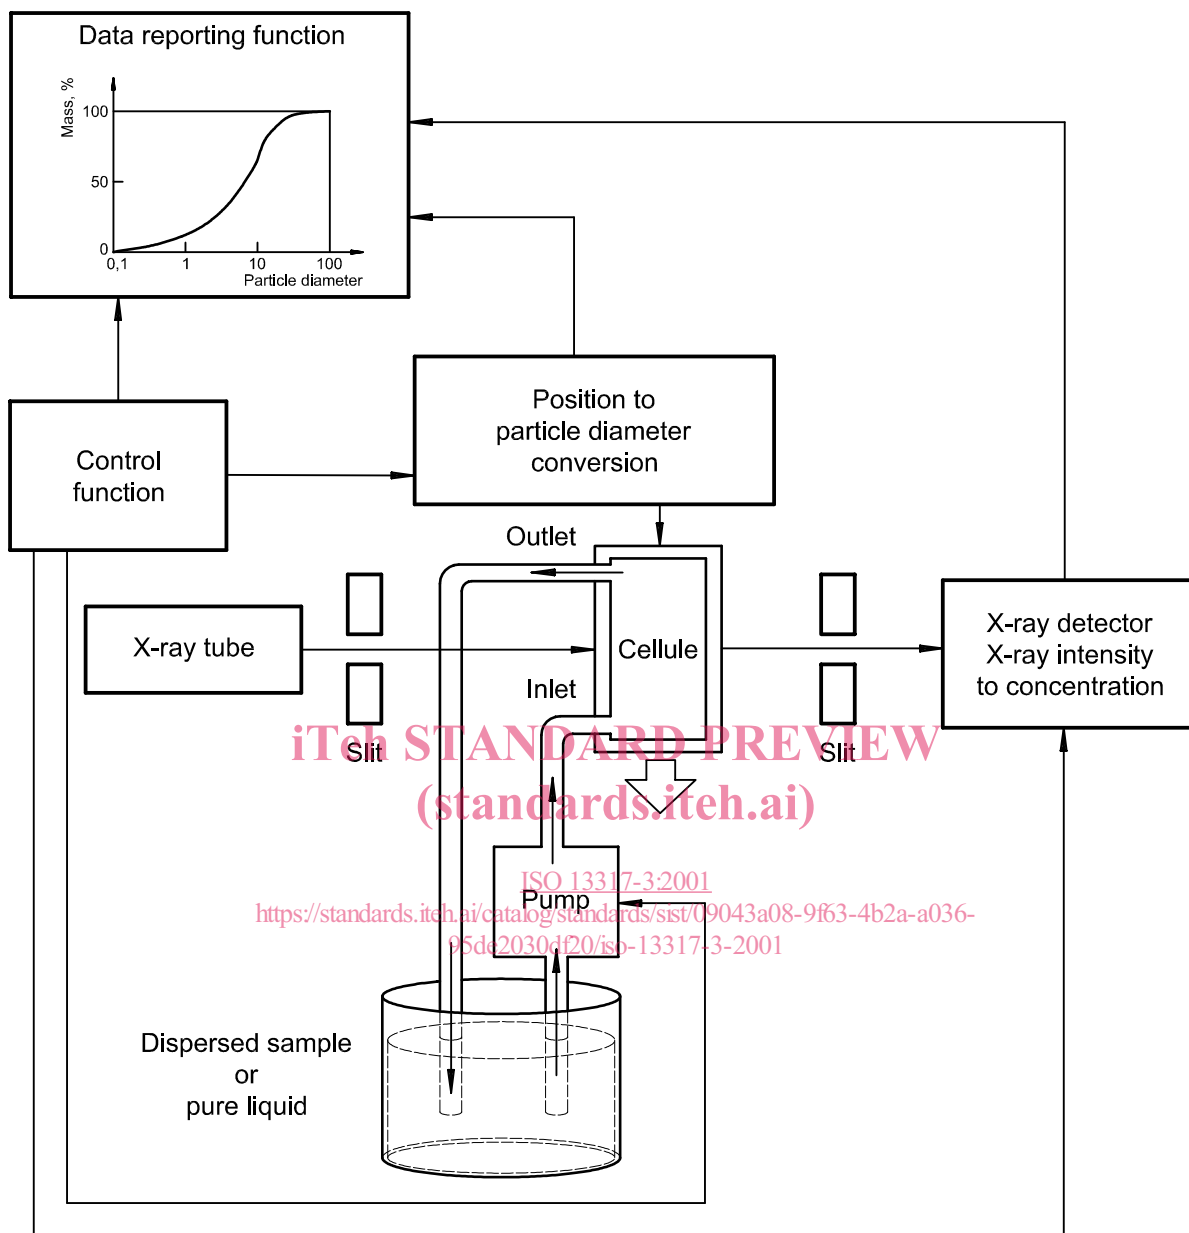 Data reporting function
Mass, %
100
50
0
0,1 1 10 100
Particle diameter
Position to
particle diameter
conversion
Control
function
Outlet
X-ray tube
Cellule
X-ray detector
X-ray intensity
to concentration
Inlet
Slit
Slit
iTeh STANDARD PREVIEW
(standards.iteh.ai)
ISO 13317-3:2001
Pump
https://standards.iteh.ai/catalog/standards/sist/09043a08-9f63-4b2a-a036-
95de2030df20/iso-13317-3-2001
Dispersed sample
or
pure liquid